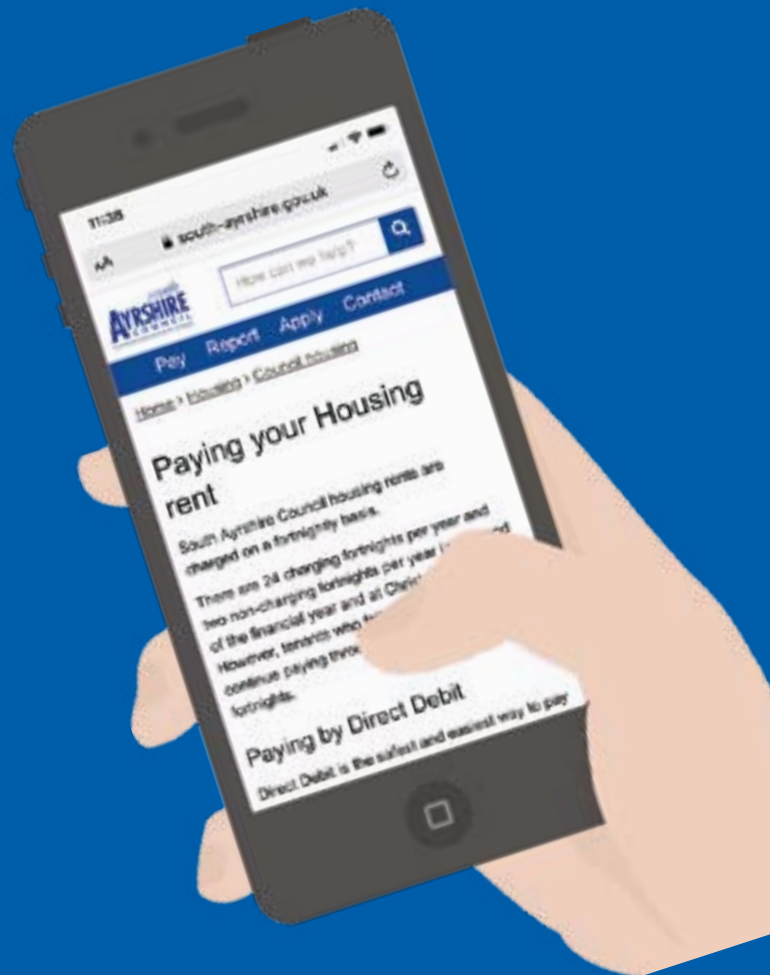 11:38
AA south-ayrshire.gov.uk
How can we help?
AYRSHIRE
COUNCIL
Pay Report Apply Contact
Home > Housing > Council housing
Paying your Housing
rent
South Ayrshire Council housing rents are
charged on a fortnightly basis.
There are 24 charging fortnights per year and
two non-charging fortnights per year
of the financial year and at
However, tenants who
continue paying
fortnights.
Paying by Direct Debit
Direct Debit is the safest and easiest way to pay